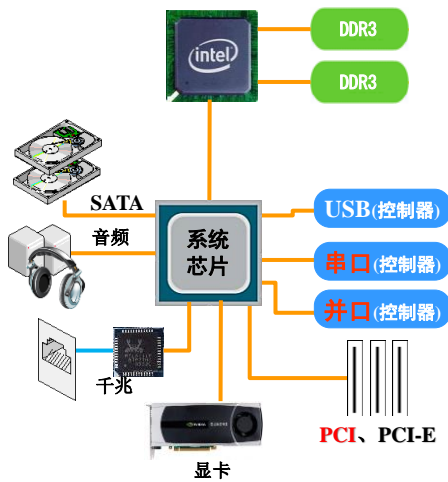 DDR3
intel
DDR3
SATA
USB(控制器)
音频
系统
芯片
串口(控制器)
并口(控制器)
千兆
PCI、PCI-E
显卡